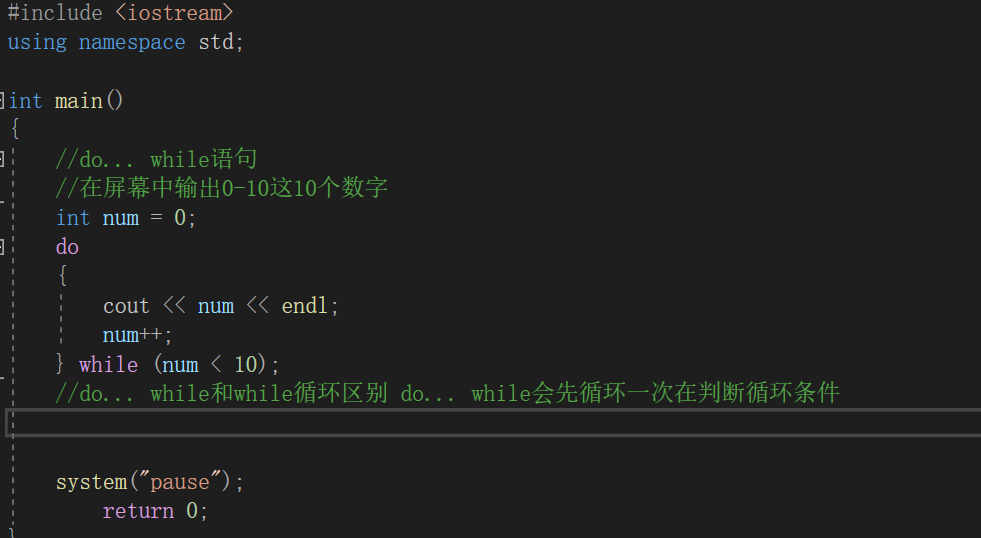 #include <iostream>
using namespace std;
int main()
{
//do... while语句
//在屏幕中输出0-10这10个数字
int num = 0;
do
{
cout << num << endl;
num++;
} while (num < 10);
//do... while和while循环区别 do... while会先循环一次在判断循环条件
system("pause");
return 0;
}